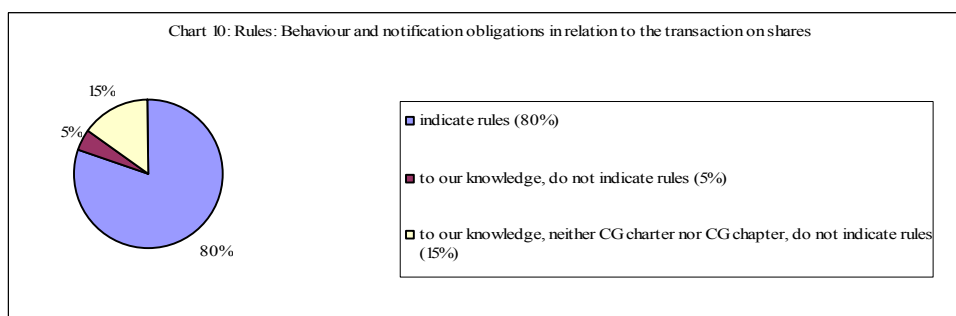 Chart 10: Rules: Behaviour and notification obligations in relation to the transaction on shares
15%
5%
80%
indicate rules (80%)
to our knowledge, do not indicate rules (5%)
to our knowledge, neither CG charter nor CG chapter, do not indicate rules
(15%)